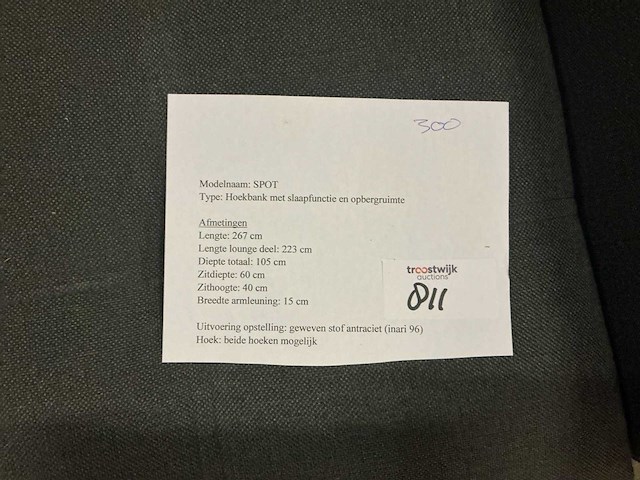 300
Modelnaam: SPOT
Type: Hoekbank met slaapfunctie en opbergruimte
Afmetingen
Lengte: 267 cm
Lengte lounge deel: 223 cm
Diepte totaal: 105 cm
Zitdiepte: 60 cm
Zithoogte: 40 cm
Breedte armleuning: 15 cm
troostwijk
auctions
811
Uitvoering opstelling: geweven stof antraciet (inari 96)
Hoek: beide hoeken mogelijk